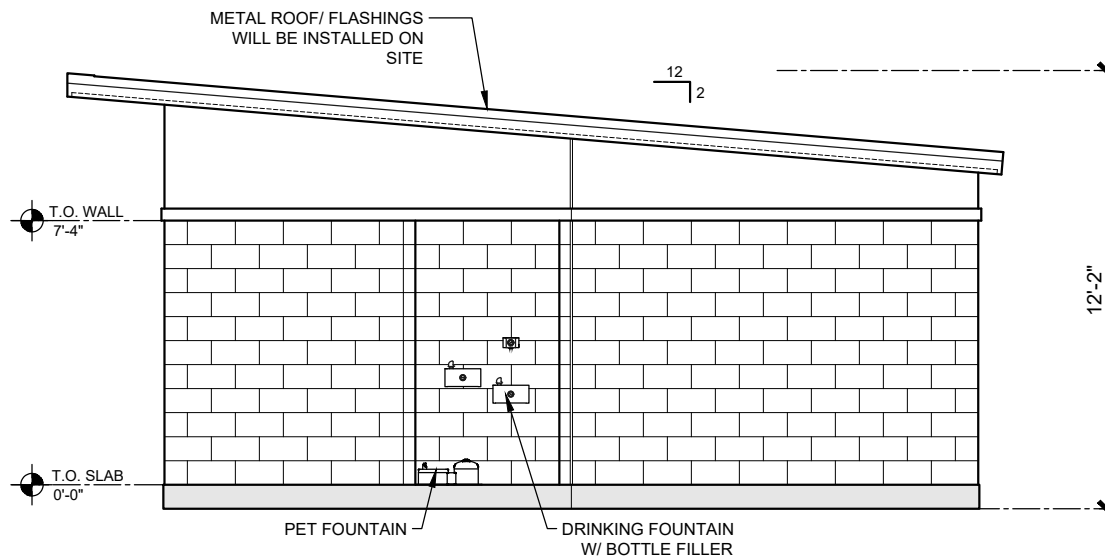 METAL ROOF/ FLASHINGS
WILL BE INSTALLED ON
SITE
12
2
T.O. WALL
7'-4"
12'-2"
T.O. SLAB
0'-0"
PET FOUNTAIN
DRINKING FOUNTAIN
W/ BOTTLE FILLER